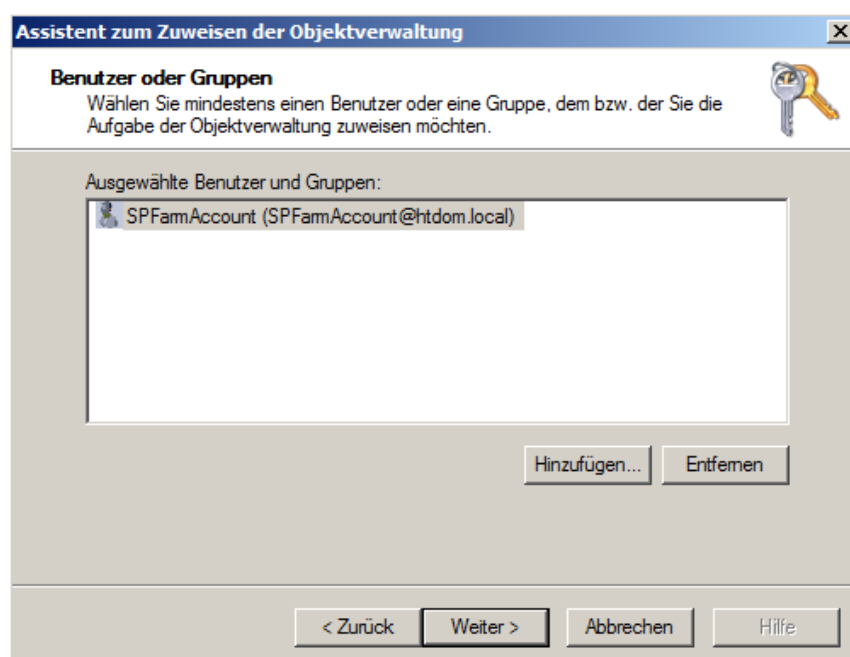 Assistent zum Zuweisen der Objektverwaltung
Benutzer oder Gruppen
Wählen Sie mindestens einen Benutzer oder eine Gruppe, dem bzw. der Sie die
Aufgabe der Objektverwaltung zuweisen möchten.
Ausgewählte Benutzer und Gruppen:
SPFarmAccount (SPFarmAccount@htdom.local)
Hinzufügen... Entfernen
< Zurück Weiter > Abbrechen Hilfe